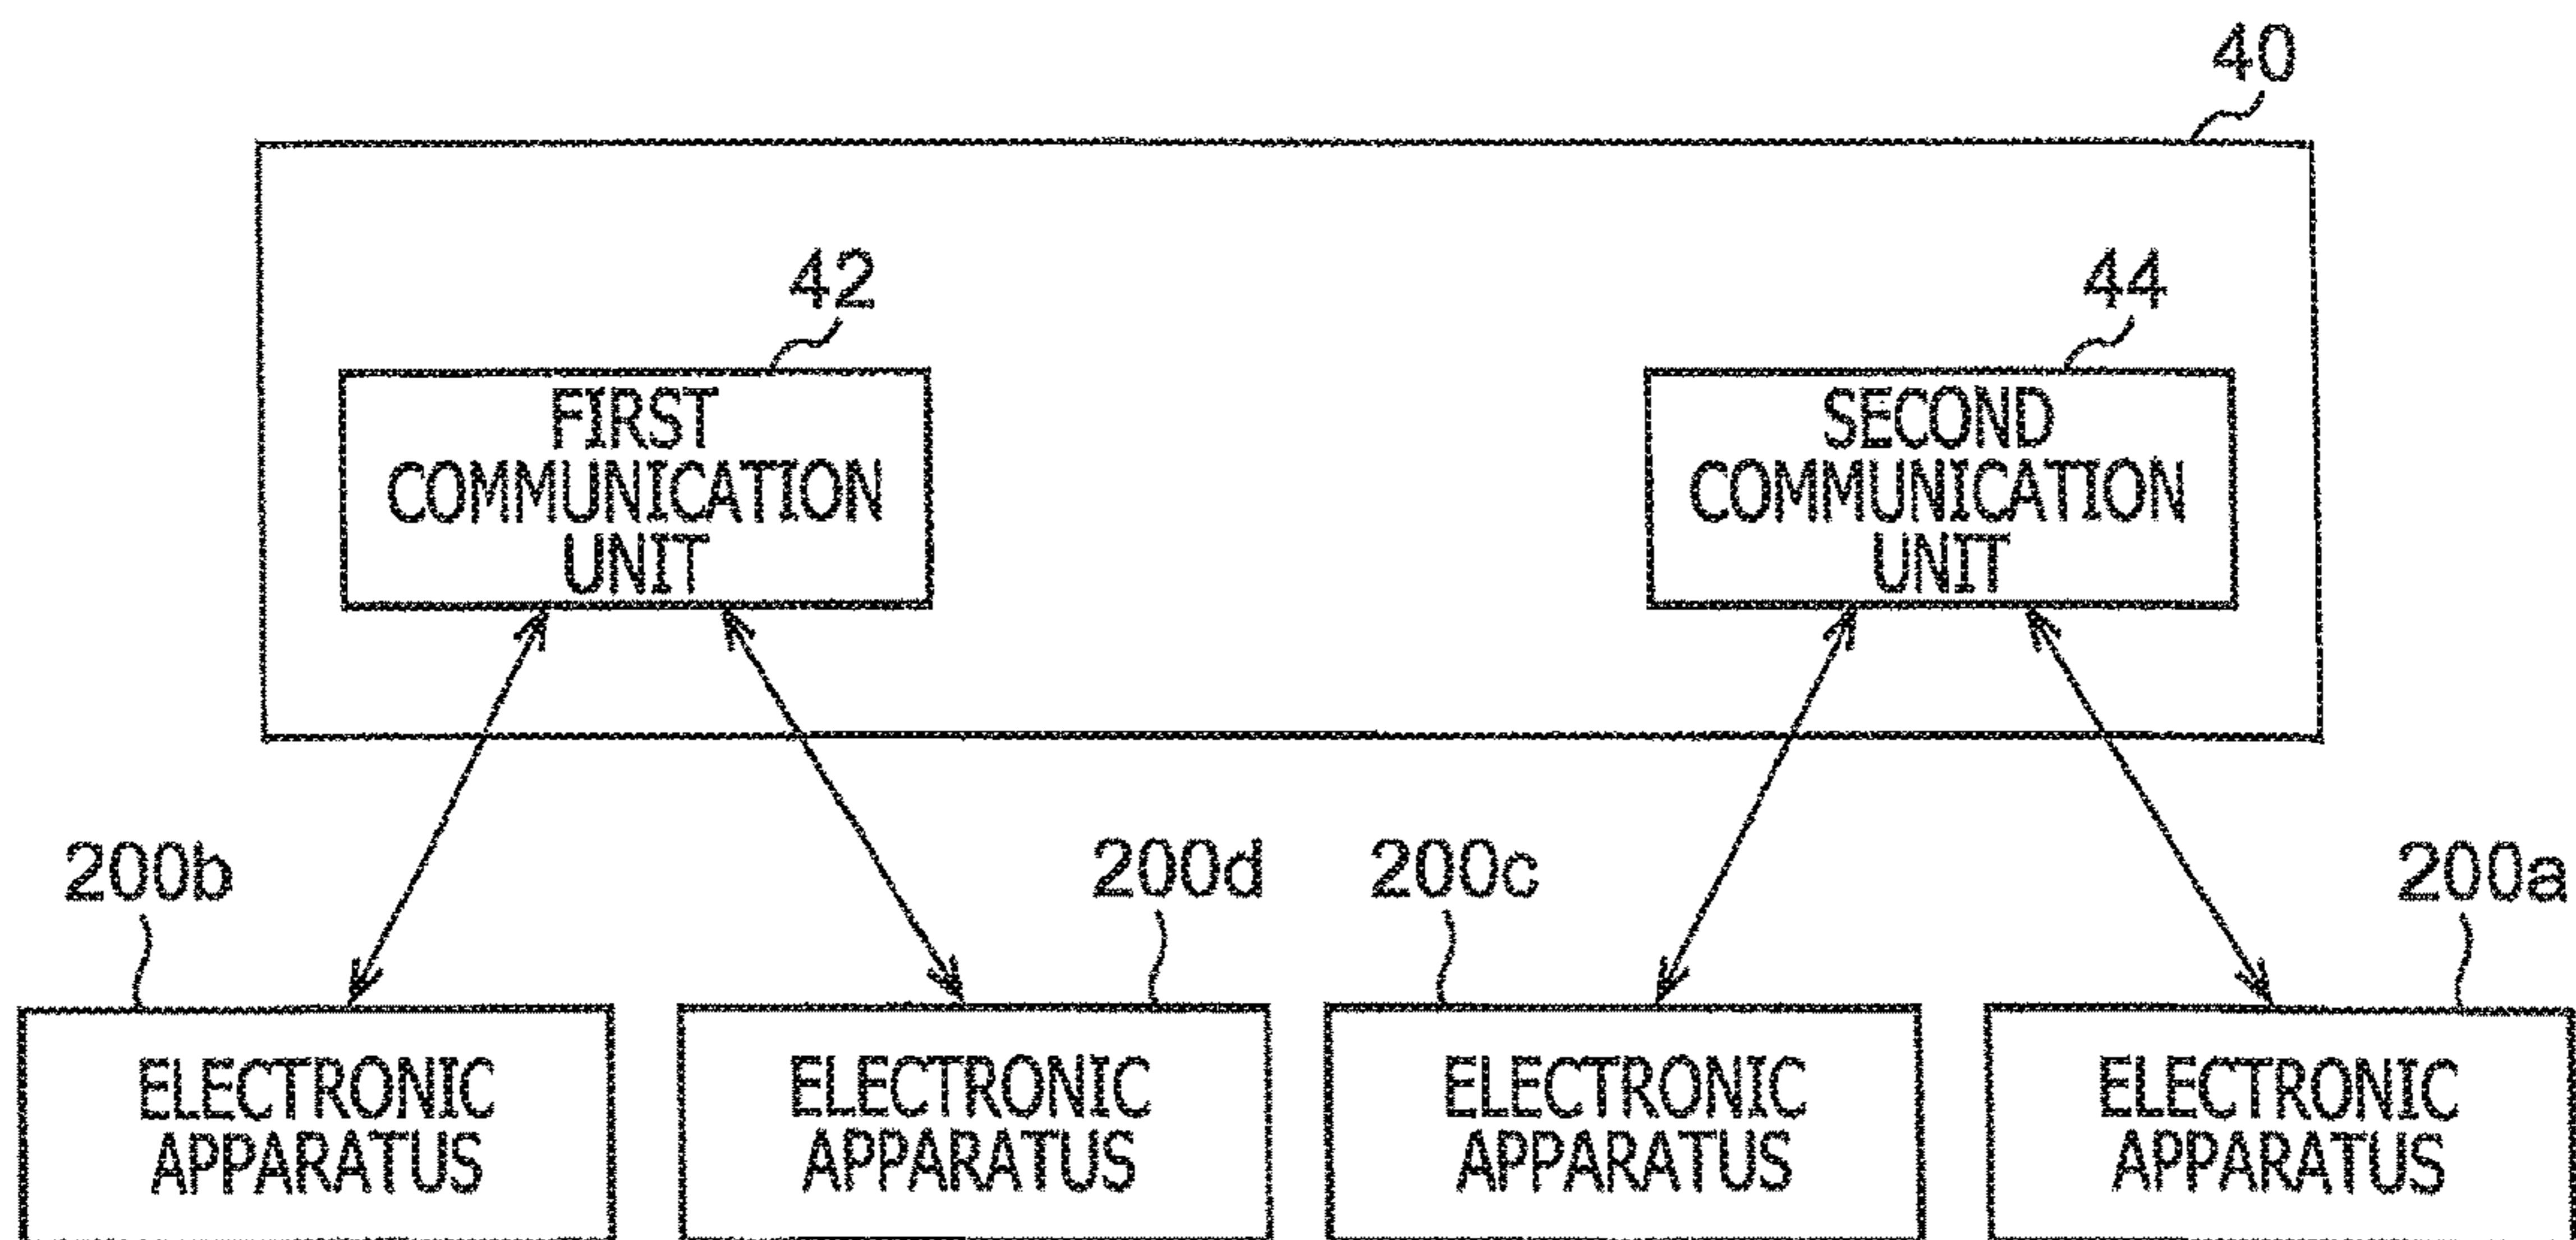 40
42
44
FIRST
COMMUNICATION
UNIT
SECOND
COMMUNICATION
UNIT
200b
200d
200c
200a
ELECTRONIC
APPARATUS
ELECTRONIC
APPARATUS
ELECTRONIC
APPARATUS
ELECTRONIC
APPARATUS